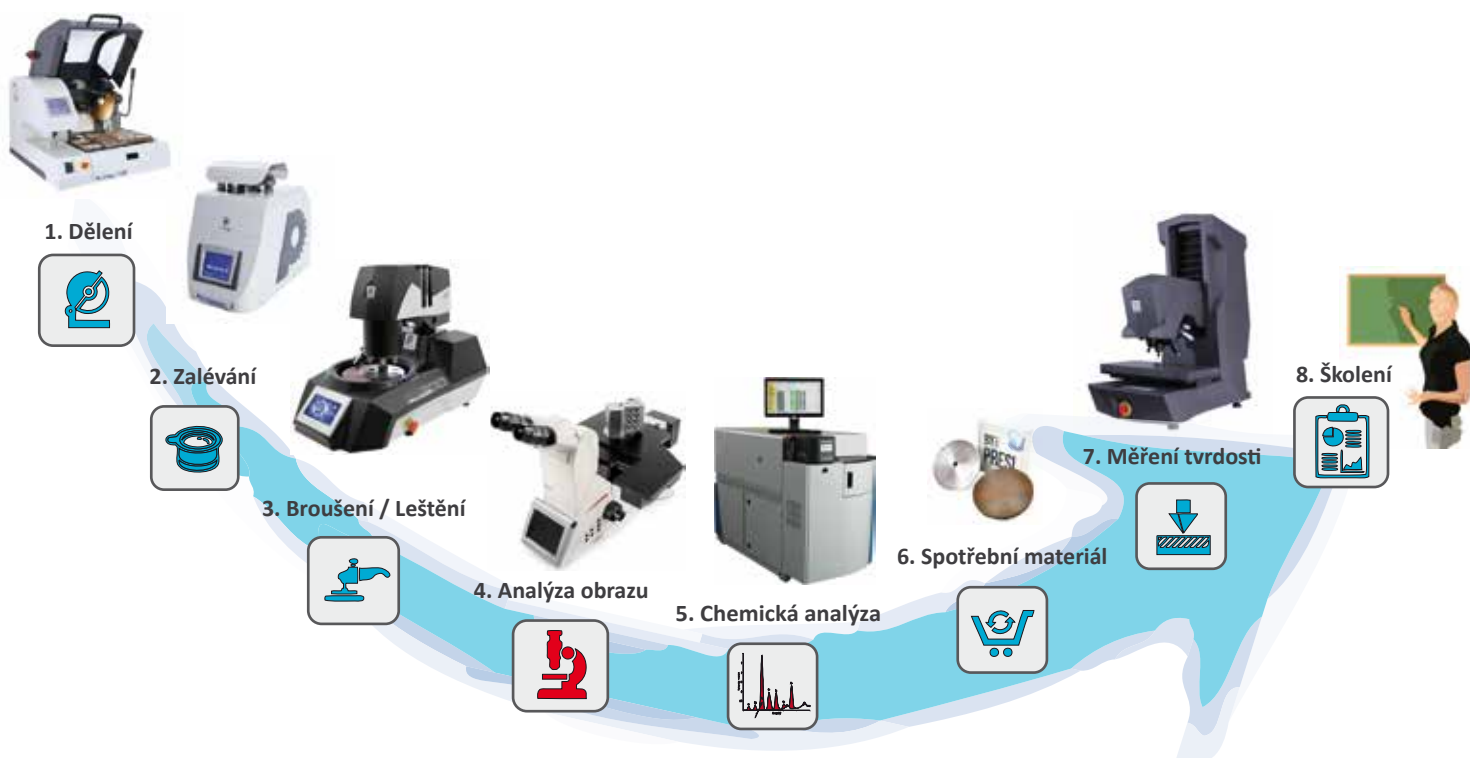 1. Dělení
2. Zalévání
3. Broušení / Leštění
4. Analýza obrazu
5. Chemická analýza
6. Spotřební materiál
7. Měření tvrdosti
8. Školení